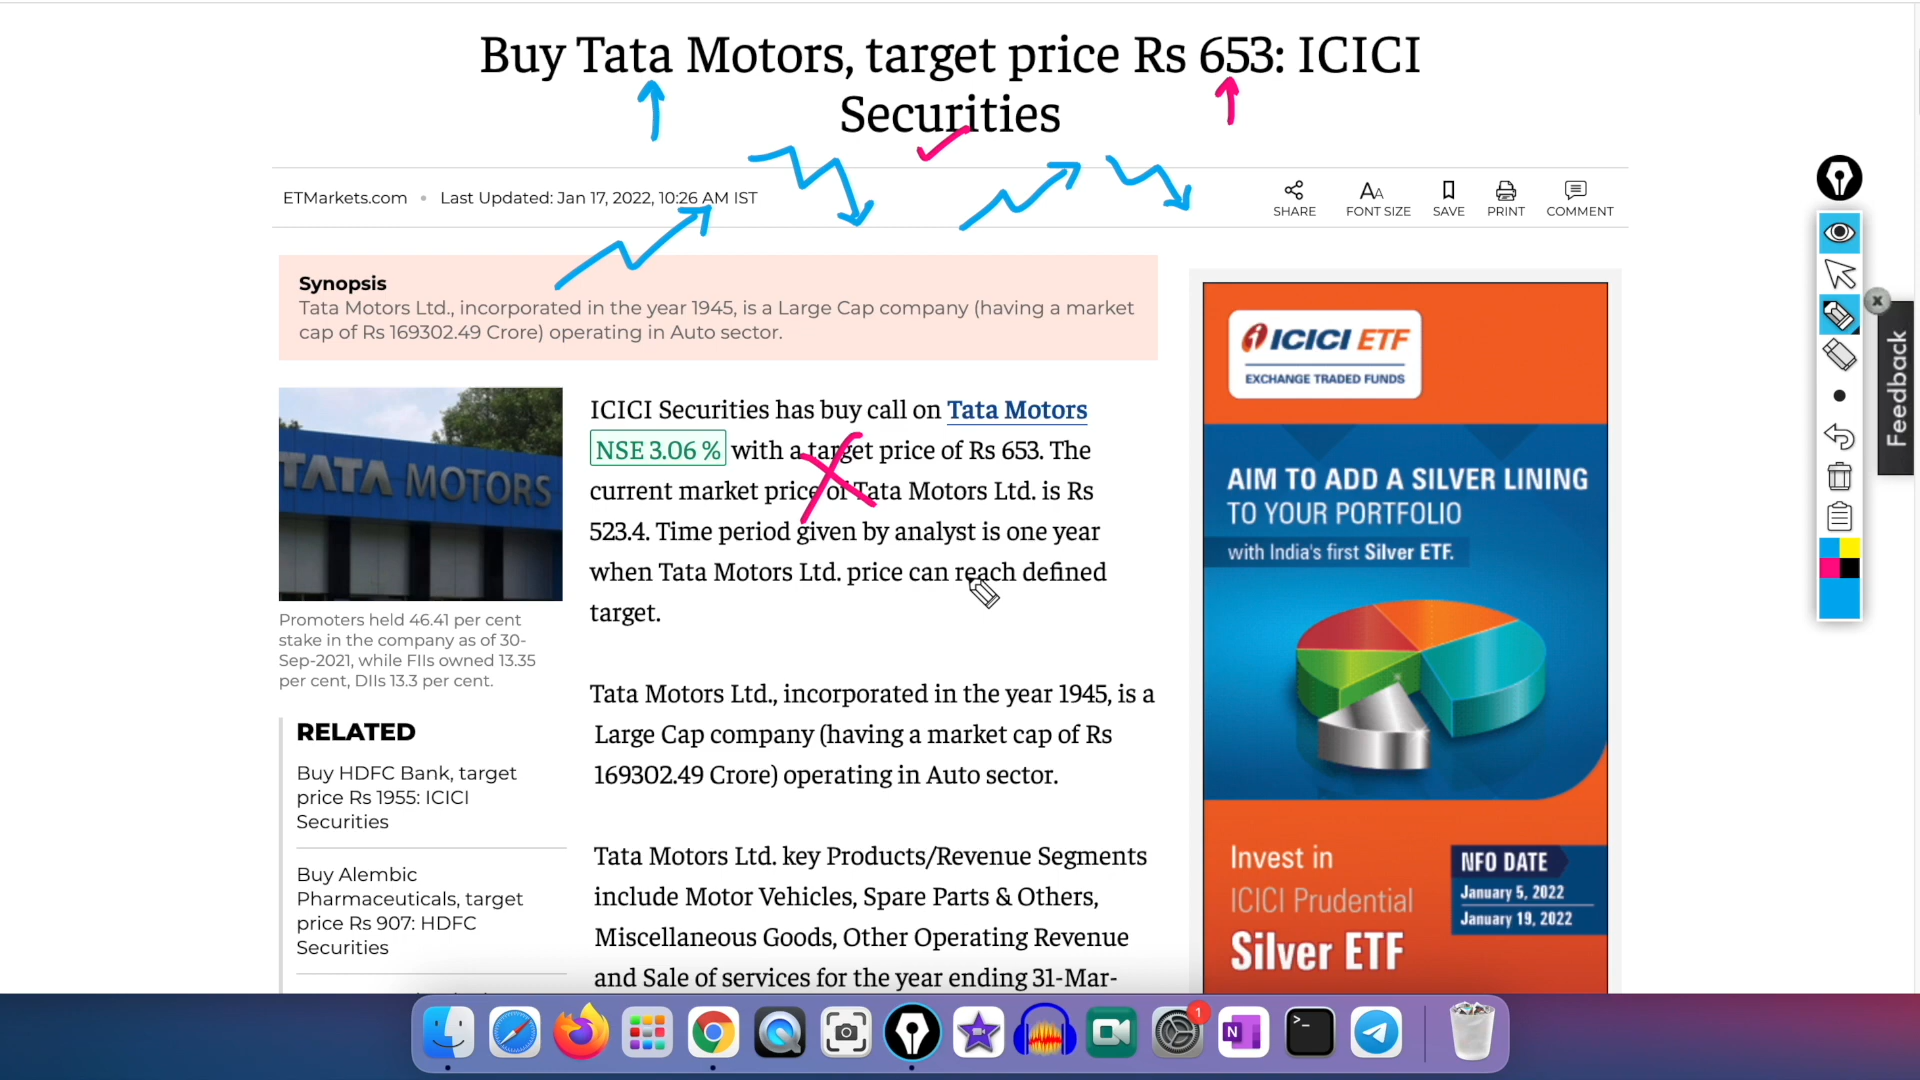 Buy Tata Motors, target price Rs 653: ICICI
Securities
ETMarkets.com • Last Updated: Jan 17, 2022, 10:26 AM IST
SHARE
AA
FONT SIZE
SAVE
PRINT
COMMENT
Synopsis
Tata Motors Ltd., incorporated in the year 1945, is a Large Cap company (having a market
cap of Rs 169302.49 Crore) operating in Auto sector.
TATA MOTORS
Promoters held 46.41 per cent
stake in the company as of 30-
Sep-2021, while FIIs owned 13.35
per cent, DIIs 13.3 per cent.
RELATED
Buy HDFC Bank, target
price Rs 1955: ICICI
Securities
Buy Alembic
Pharmaceuticals, target
price Rs 907: HDFC
Securities
ICICI Securities has buy call on Tata Motors
NSE 3.06 % with a target price of Rs 653. The
current market price of Tata Motors Ltd. is Rs
523.4. Time period given by analyst is one year
when Tata Motors Ltd. price can reach defined
target.
Tata Motors Ltd., incorporated in the year 1945, is a
Large Cap company (having a market cap of Rs
169302.49 Crore) operating in Auto sector.
Tata Motors Ltd. key Products/Revenue Segments
include Motor Vehicles, Spare Parts & Others,
Miscellaneous Goods, Other Operating Revenue
and Sale of services for the year ending 31-Mar-
ICICI ETF
EXCHANGE TRADED FUNDS
AIM TO ADD A SILVER LINING
TO YOUR PORTFOLIO
with India's first Silver ETF.
Invest in
ICICI Prudential
Silver ETF
NFO DATE
January 5, 2022
January 19, 2022
x
Feedback
1
N
>_